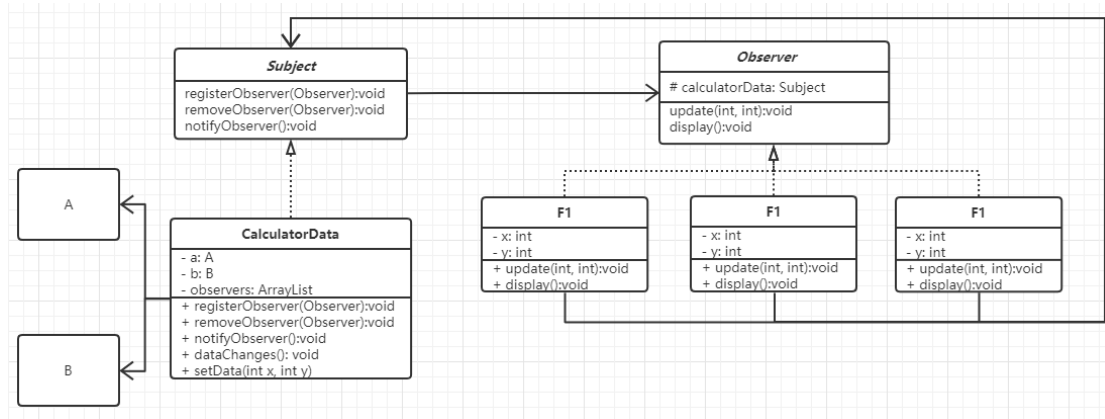 Subject
registerObserver(Observer):void
removeObserver(Observer):void
notifyObserver():void
Observer
# calculatorData: Subject
update(int, int):void
display():void
A
B
CalculatorData
- a: A
- b: B
- observers: ArrayList
+ registerObserver(Observer):void
+ removeObserver(Observer):void
+ notifyObserver():void
+ dataChanges(): void
+ setData(int x, int y)
F1
- x: int
- y: int
+ update(int, int):void
+ display():void
F1
- x: int
- y: int
+ update(int, int):void
+ display():void
F1
- x: int
- y: int
+ update(int, int):void
+ display():void